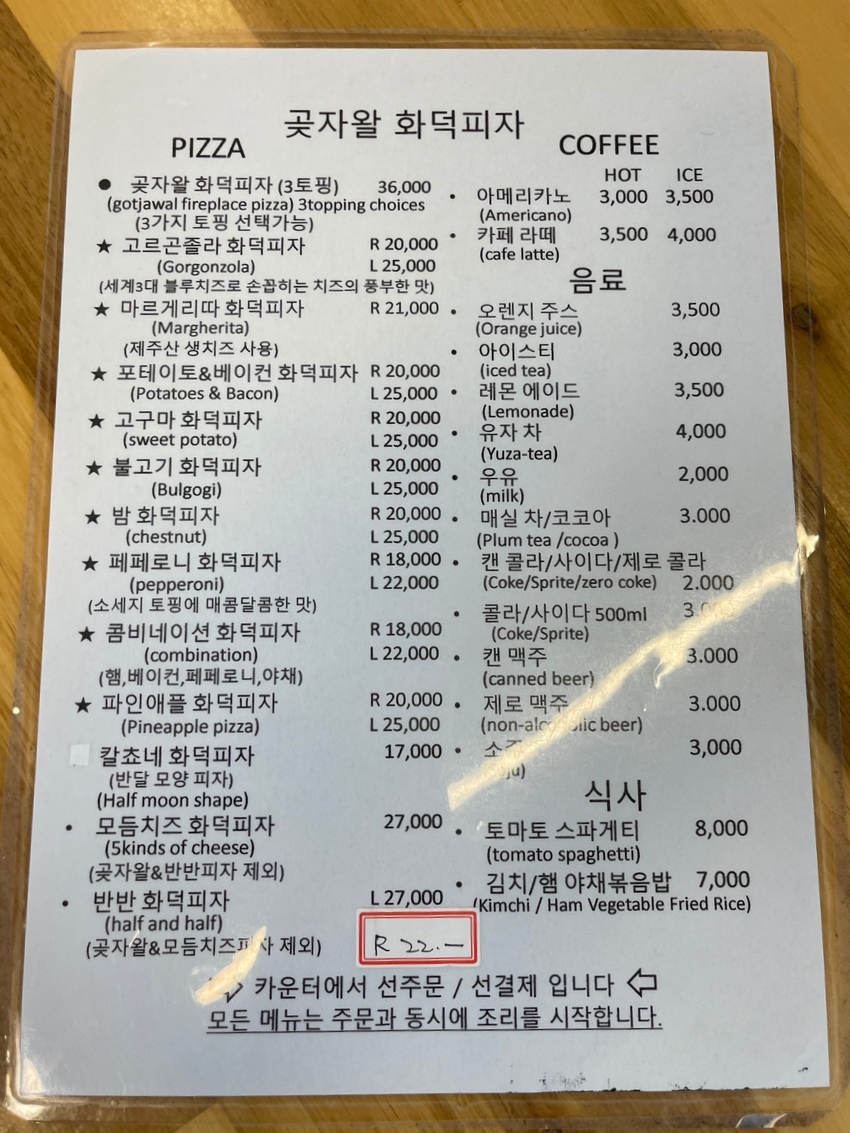 곶자왈 화덕피자
PIZZA
● 곶자왈 화덕피자 (3토핑) 36,000
(gotjawal fireplace pizza) 3topping choices
(3가지 토핑 선택가능)
★ 고르곤졸라 화덕피자 R 20,000
(Gorgonzola) L 25,000
(세계3대 블루치즈로 손꼽히는 치즈의 풍부한 맛)
★ 마르게리따 화덕피자 R 21,000
(Margherita)
(제주산 생치즈 사용)
★ 포테이토&베이컨 화덕피자 R 20,000
(Potatoes & Bacon) L 25,000
★ 고구마 화덕피자 R 20,000
(sweet potato) L 25,000
★ 불고기 화덕피자 R 20,000
(Bulgogi) L 25,000
★ 밤 화덕피자 R 20,000
(chestnut) L 25,000
★ 페페로니 화덕피자 R 18,000
(pepperoni) L 22,000
(소세지 토핑에 매콤달콤한 맛)
★ 콤비네이션 화덕피자 R 18,000
(combination) L 22,000
(햄,베이컨,페페로니,야채)
★ 파인애플 화덕피자 R 20,000
(Pineapple pizza) L 25,000
칼쵸네 화덕피자 17,000
(반달 모양 피자)
(Half moon shape)
• 모듬치즈 화덕피자 27,000
(5kinds of cheese)
(곶자왈&반반피자 제외)
• 반반 화덕피자 L 27,000
(half and half)
R 22.-
(곶자왈&모듬치즈피자 제외)
COFFEE
HOT ICE
• 아메리카노 3,000 3,500
(Americano)
• 카페 라떼 3,500 4,000
(cafe latte)
음료
• 오렌지 주스 3,500
(Orange juice)
• 아이스티 3,000
(iced tea)
• 레몬 에이드 3,500
(Lemonade)
• 유자 차 4,000
(Yuza-tea)
• 우유 2,000
(milk)
• 매실 차/코코아 3.000
(Plum tea /cocoa )
• 캔 콜라/사이다/제로 콜라
(Coke/Sprite/zero coke) 2.000
• 콜라/사이다 500ml
(Coke/Sprite)
• 캔 맥주 3.000
(canned beer)
• 제로 맥주 3.000
(non-alcoholic beer)
• 소주 3,000
식사
• 토마토 스파게티 8,000
(tomato spaghetti)
• 김치/햄 야채볶음밥 7,000
(Kimchi / Ham Vegetable Fried Rice)
⇨ 카운터에서 선주문 / 선결제 입니다 ⇦
모든 메뉴는 주문과 동시에 조리를 시작합니다.